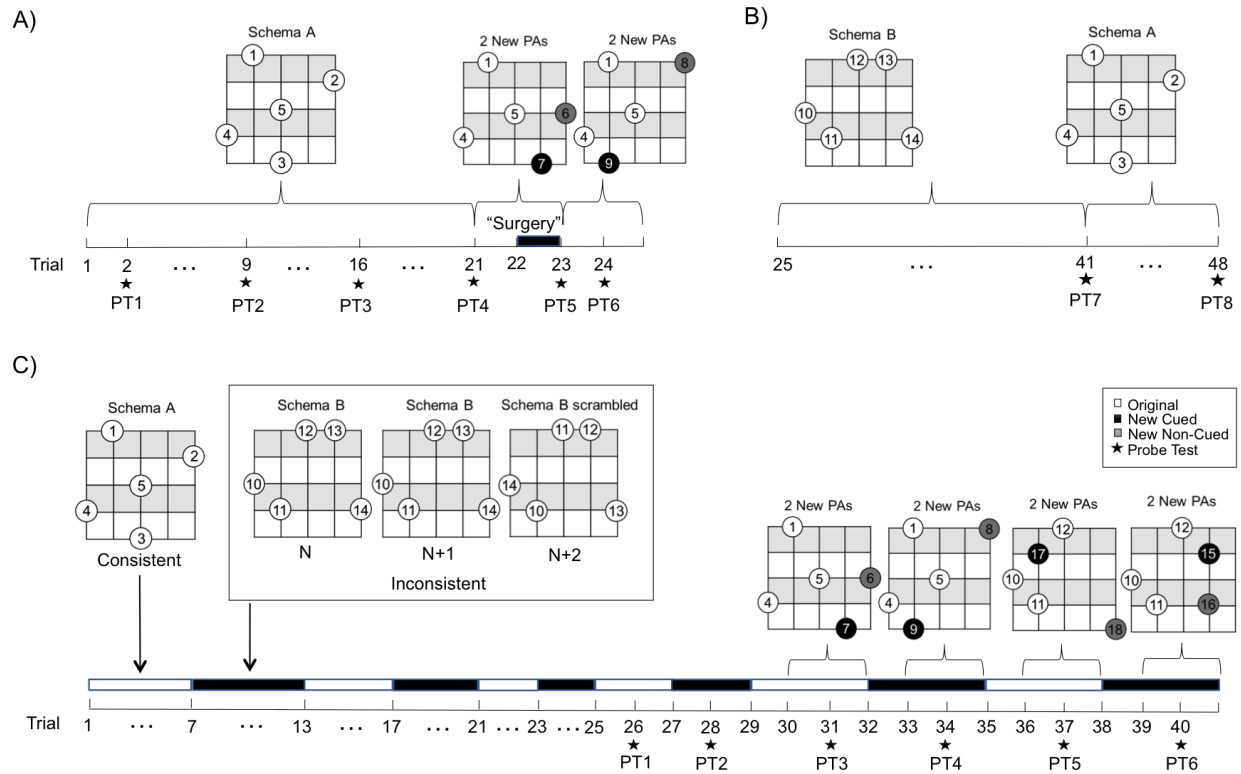 A)
Schema A
1
2
5
4
3
2 New PAs
1
5
6
4
7
2 New PAs
1
8
5
4
9
"Surgery"
Trial 1 2 ... 9 ... 16 ... 21 22 23 24
PT1 PT2 PT3 PT4 PT5 PT6
B)
Schema B
12 13
10
11 14
Schema A
1
2
5
4
3
25 ... 41 ... 48
PT7 PT8
C)
Schema A
1
2
5
4
3
Consistent
Schema B
12 13
10
11 14
N
Schema B
12 13
10
11 14
N+1
Schema B scrambled
11 12
14
10 13
N+2
Inconsistent
Original
New Cued
New Non-Cued
Probe Test
2 New PAs
1
5 6
4
7
2 New PAs
1 8
5
4
9
2 New PAs
12
17
10
11
18
2 New PAs
12
15
10
11 16
Trial 1 ... 7 ... 13 ... 17 ... 21 ... 23 ... 25 26 27 28 29 30 31 32 33 34 35 36 37 38 39 40
PT1 PT2 PT3 PT4 PT5 PT6